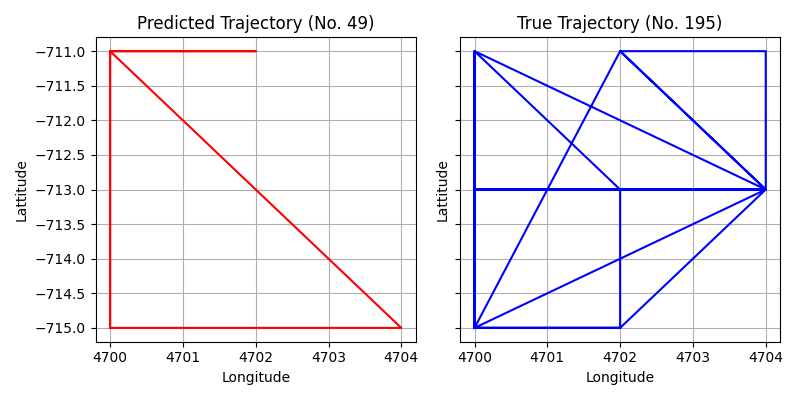 Predicted Trajectory (No. 49)
True Trajectory (No. 195)
Lattitude
−711.0
−711.5
−712.0
−712.5
−713.0
−713.5
−714.0
−714.5
−715.0
4700 4701 4702 4703 4704
Longitude
Lattitude
4700 4701 4702 4703 4704
Longitude